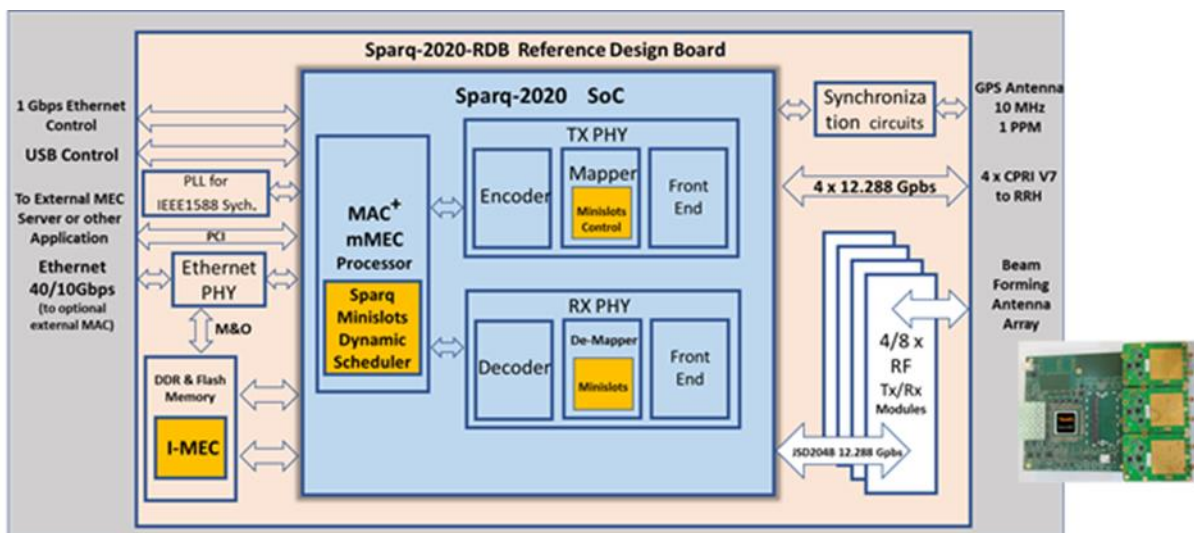 Sparq-2020-RDB Reference Design Board
1 Gbps Ethernet
Control
USB Control
To External MEC
Server or other
Application
Ethernet
40/10Gbps
(to optional
external MAC)
PLL for
IEEE1588 Sych.
PCI
Ethernet
PHY
M&O
DDR & Flash
Memory
I-MEC
Sparq-2020 SoC
MAC+
mMEC
Processor
Sparq
Minislots
Dynamic
Scheduler
TX PHY
Encoder
Mapper
Minislots
Control
Front
End
RX PHY
Decoder
De-Mapper
Minislots
Front
End
Synchroniza
tion circuits
4 x 12.288 Gpbs
4/8 x
RF
Tx/Rx
Modules
JSD204B 12.288 Gpbs
GPS Antenna
10 MHz
1 PPM
4 x CPRI V7
to RRH
Beam
Forming
Antenna
Array